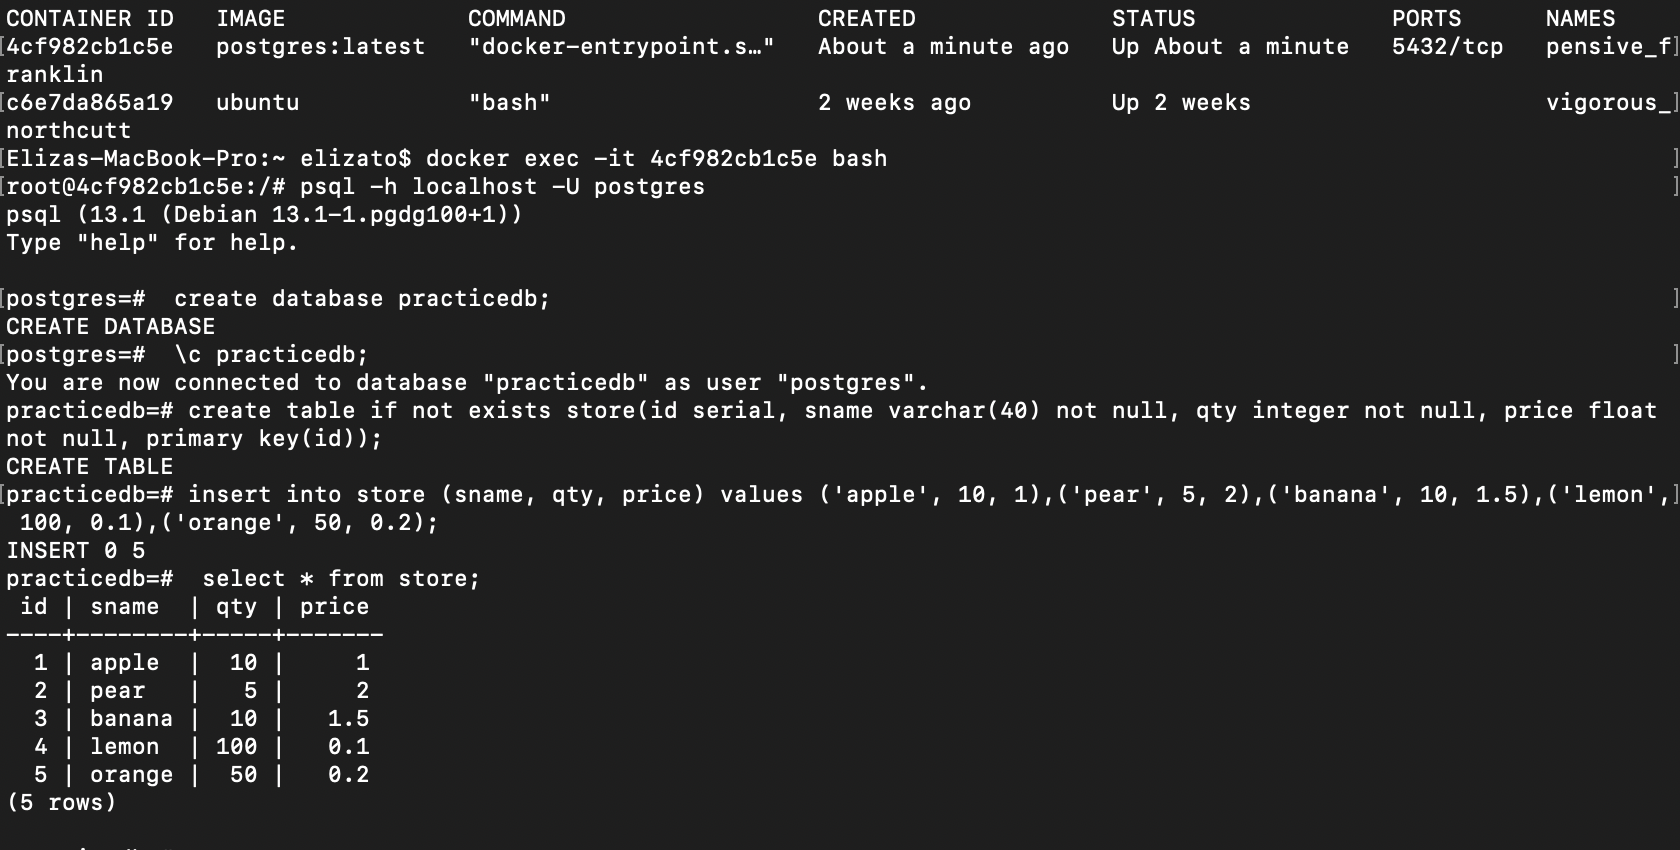 CONTAINER ID   IMAGE             COMMAND                  CREATED              STATUS              PORTS      NAMES
4cf982cb1c5e   postgres:latest   "docker-entrypoint.s…"   About a minute ago   Up About a minute   5432/tcp   pensive_f
ranklin
c6e7da865a19   ubuntu            "bash"                   2 weeks ago          Up 2 weeks                     vigorous_
northcutt
Elizas-MacBook-Pro:~ elizato$ docker exec -it 4cf982cb1c5e bash
root@4cf982cb1c5e:/# psql -h localhost -U postgres
psql (13.1 (Debian 13.1-1.pgdg100+1))
Type "help" for help.
postgres=#  create database practicedb;
CREATE DATABASE
postgres=#  \c practicedb;
You are now connected to database "practicedb" as user "postgres".
practicedb=# create table if not exists store(id serial, sname varchar(40) not null, qty integer not null, price float
not null, primary key(id));
CREATE TABLE
practicedb=# insert into store (sname, qty, price) values ('apple', 10, 1),('pear', 5, 2),('banana', 10, 1.5),('lemon',
 100, 0.1),('orange', 50, 0.2);
INSERT 0 5
practicedb=#  select * from store;
 id | sname  | qty | price
----+--------+-----+-------
  1 | apple  |  10 |     1
  2 | pear   |   5 |     2
  3 | banana |  10 |   1.5
  4 | lemon  | 100 |   0.1
  5 | orange |  50 |   0.2
(5 rows)